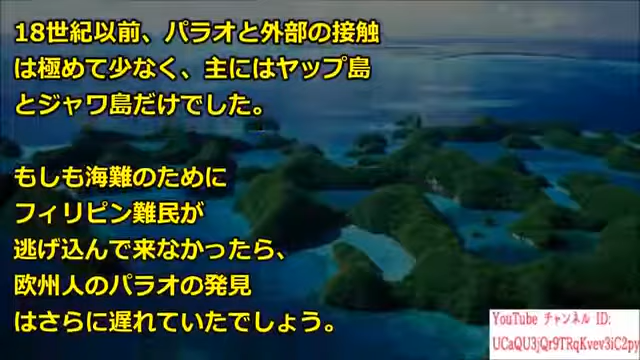 18世紀以前、パラオと外部の接触
は極めて少なく、主にはヤップ島
とジャワ島だけでした。
もしも海難のために
フィリピン難民が
逃げ込んで来なかったら、
欧州人のパラオの発見
はさらに遅れていたでしょう。
YouTube チャンネル ID:
UCaQU3jQr9TRqKvev3iC2py